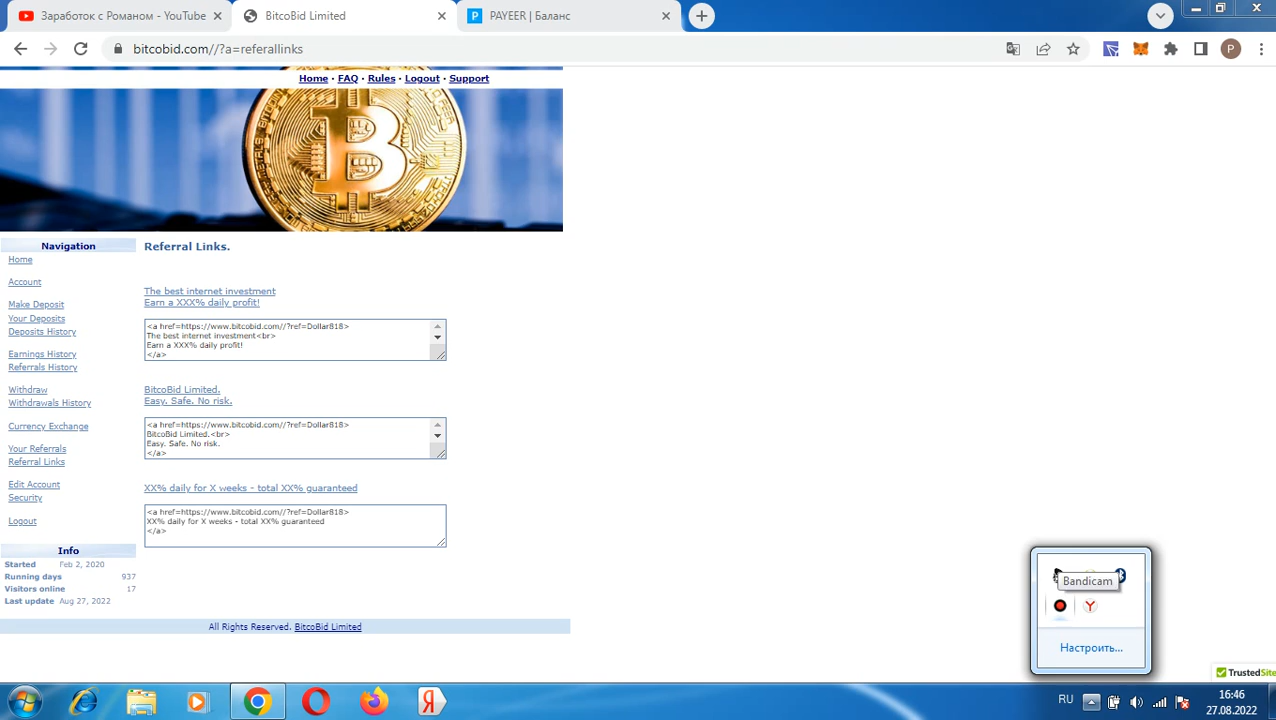 Заработок с Романом - YouTube
BitcoBid Limited
PAYEER | Баланс
bitcobid.com//?a=referallinks
P
Home · FAQ · Rules · Logout · Support
Navigation
Home
Account
Make Deposit
Your Deposits
Deposits History
Earnings History
Referrals History
Withdraw
Withdrawals History
Currency Exchange
Your Referrals
Referral Links
Edit Account
Security
Logout
Info
Started Feb 2, 2020
Running days 937
Visitors online 17
Last update Aug 27, 2022
Referral Links.
The best internet investment
Earn a XXX% daily profit!
<a href=https://www.bitcobid.com//?ref=Dollar818>
The best internet investment<br>
Earn a XXX% daily profit!
</a>
BitcoBid Limited.
Easy. Safe. No risk.
<a href=https://www.bitcobid.com//?ref=Dollar818>
BitcoBid Limited.<br>
Easy. Safe. No risk.
</a>
XX% daily for X weeks - total XX% guaranteed
<a href=https://www.bitcobid.com//?ref=Dollar818>
XX% daily for X weeks - total XX% guaranteed
</a>
All Rights Reserved. BitcoBid Limited
Bandicam
Настроить...
TrustedSite
RU
16:46
27.08.2022